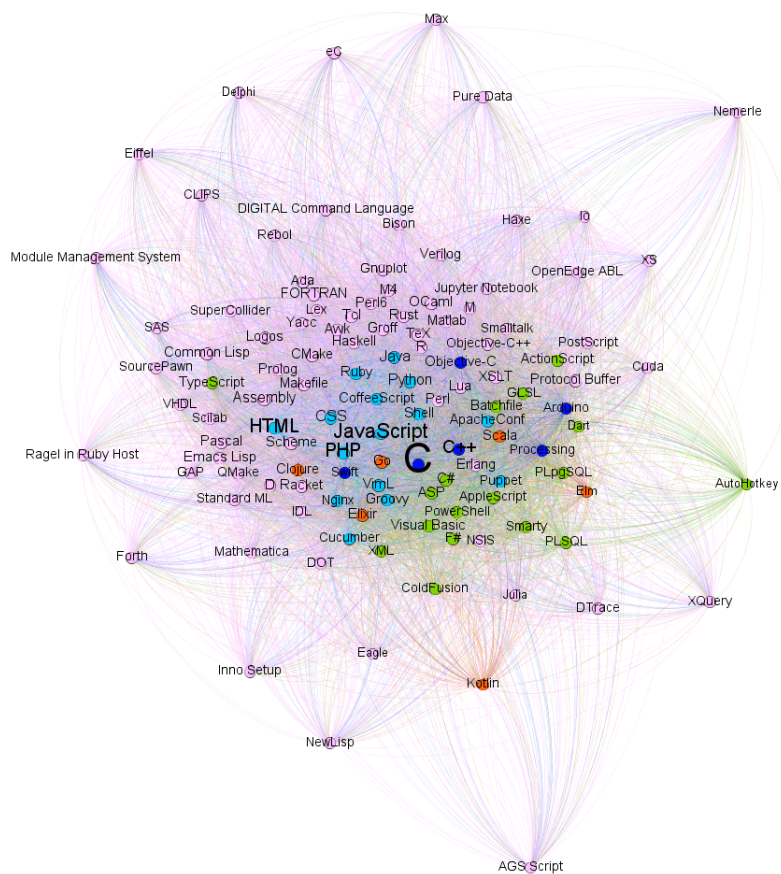 Max
eC
Delphi
Pure Data
Nemerle
Eiffel
CLIPS
DIGITAL Command Language
Bison
Haxe
Io
Rebol
Module Management System
Verilog
XS
Gnuplot
OpenEdge ABL
Ada
M4
Jupyter Notebook
FORTRAN
Perl6
OCaml
M
SuperCollider
Lex
Tcl
Rust
Matlab
Yacc
SAS
Awk
Groff
TeX
Smalltalk
Logos
Haskell
R
Objective-C++
PostScript
Common Lisp
CMake
Java
Objective-C
ActionScript
SourcePawn
Prolog
Ruby
XSLT
Cuda
TypeScript
Makefile
Python
Lua
Protocol Buffer
Assembly
CoffeeScript
Perl
GLSL
VHDL
Batchfile
Arduino
Scilab
CSS
Shell
ApacheConf
HTML
JavaScript
Dart
Pascal
Scheme
Scala
Ragel in Ruby Host
Emacs Lisp
PHP
C++
Processing
GAP
QMake
Clojure
Swift
Go
C
Erlang
D
Racket
VimL
C#
Puppet
PLpgSQL
AutoHotkey
Standard ML
Nginx
Groovy
ASP
AppleScript
Elm
IDL
Elixir
PowerShell
Visual Basic
Smarty
Cucumber
F#
NSIS
PLSQL
Forth
Mathematica
DOT
XML
ColdFusion
Julia
DTrace
XQuery
Eagle
Inno Setup
Kotlin
NewLisp
AGS Script